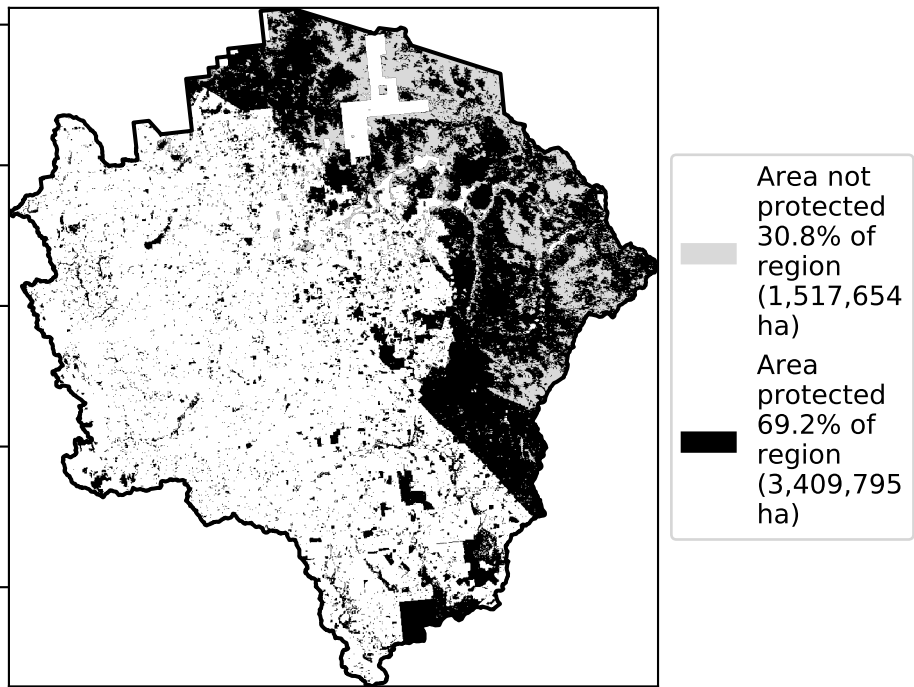 Area not
protected
30.8% of
region
(1,517,654
ha)
Area
protected
69.2% of
region
(3,409,795
ha)